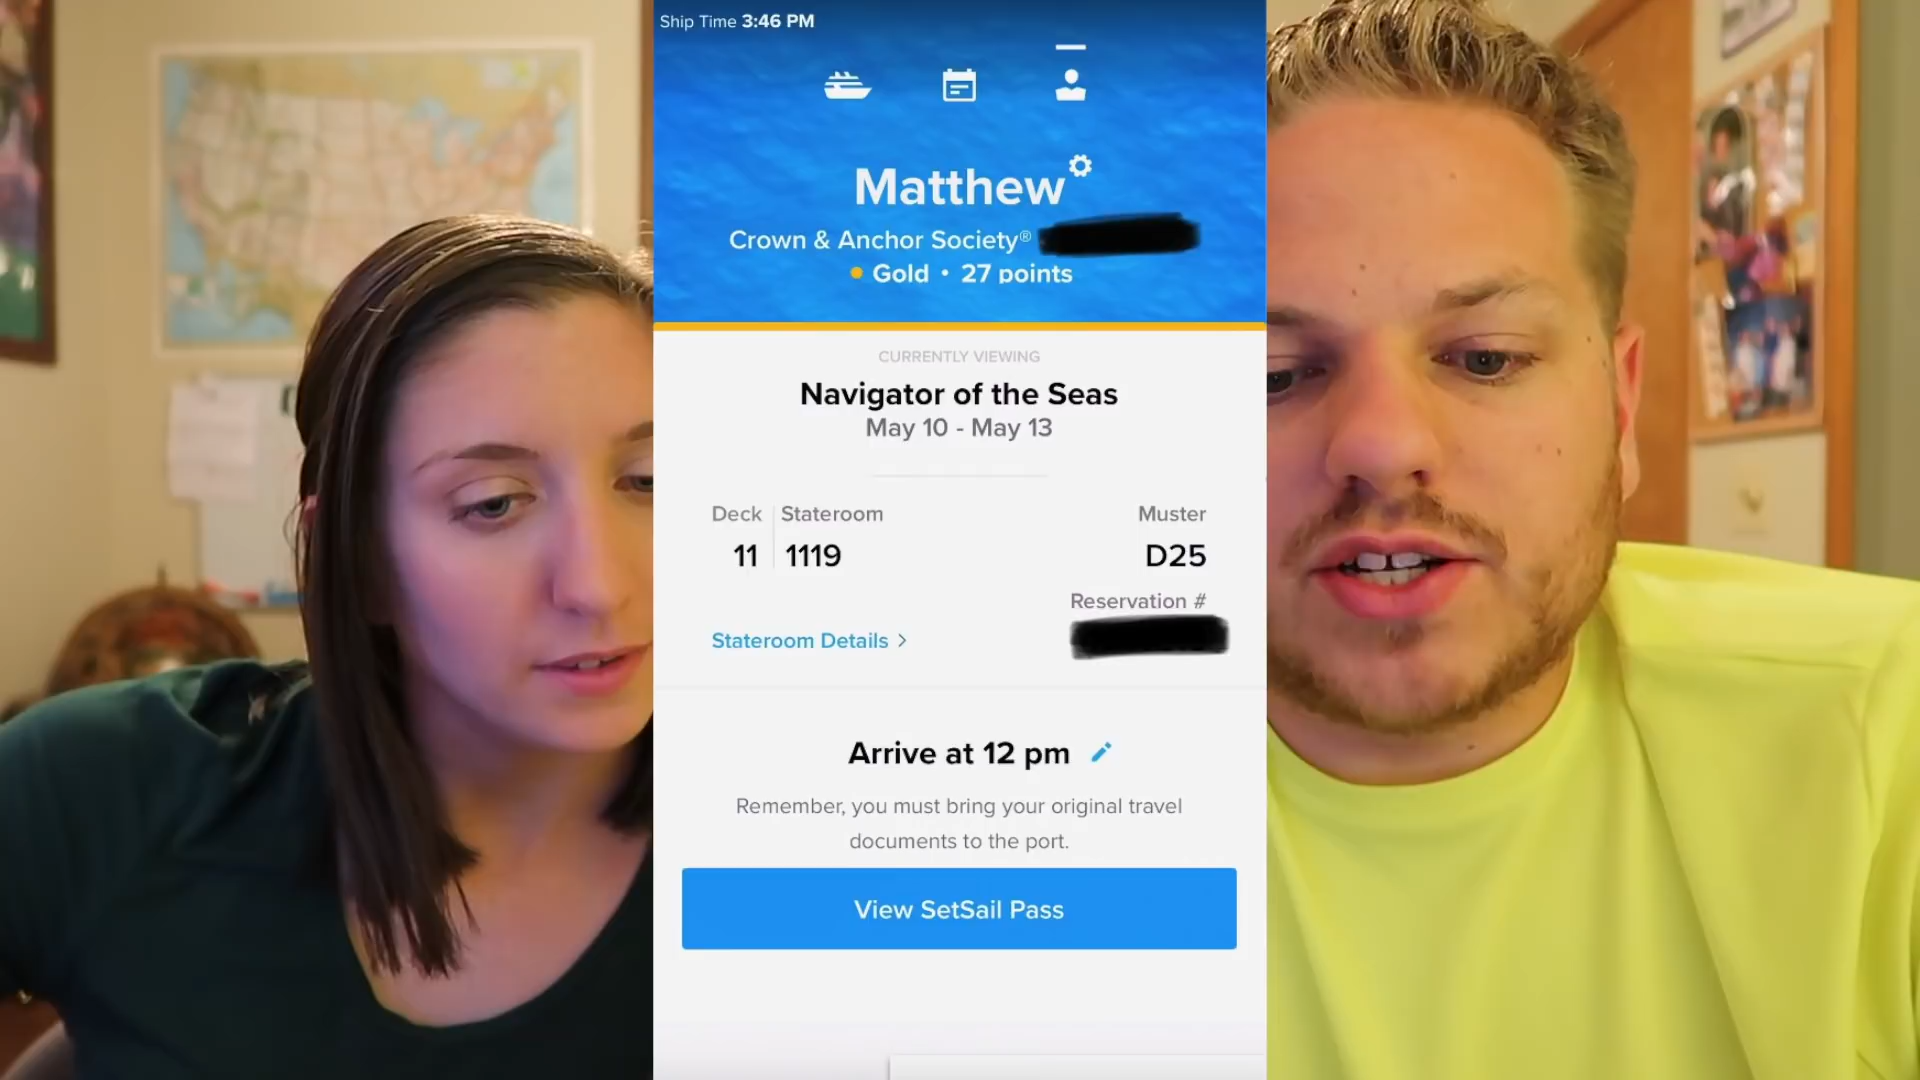 Ship Time 3:46 PM
Matthew
Crown & Anchor Society®
Gold • 27 points
CURRENTLY VIEWING
Navigator of the Seas
May 10 - May 13
Deck Stateroom Muster
11 1119 D25
Reservation #
Stateroom Details >
Arrive at 12 pm
Remember, you must bring your original travel
documents to the port.
View SetSail Pass